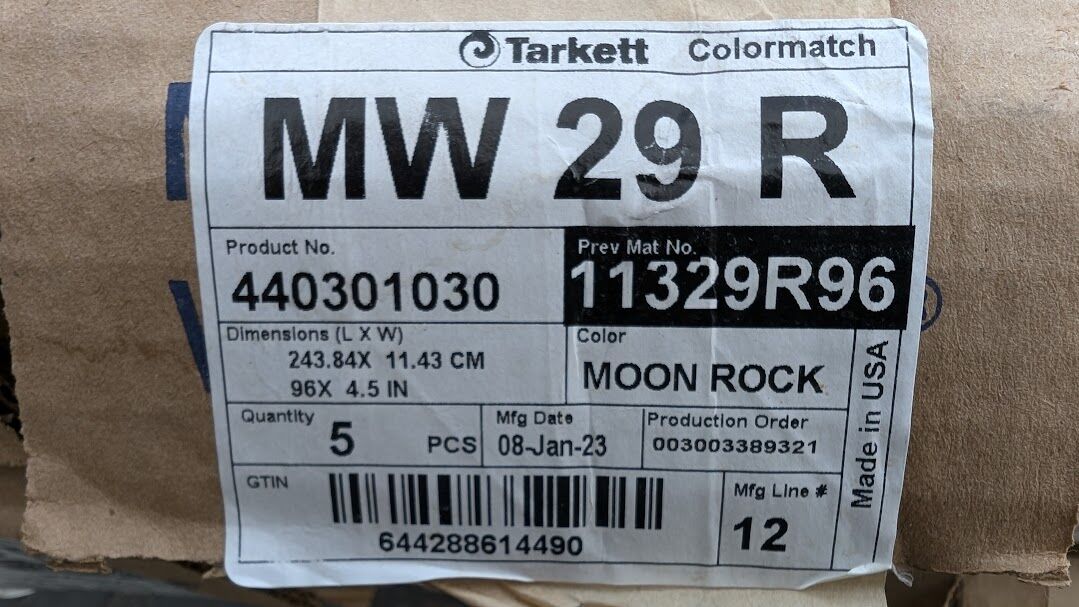 Tarkett Colormatch
MW 29 R
Product No.
440301030
Prev Mat No.
11329R96
Dimensions (L X W)
243.84X 11.43 CM
96X 4.5 IN
Color
MOON ROCK
Made in USA
Quantity
5 PCS
Mfg Date
08-Jan-23
Production Order
003003389321
GTIN
644288614490
Mfg Line #
12
®